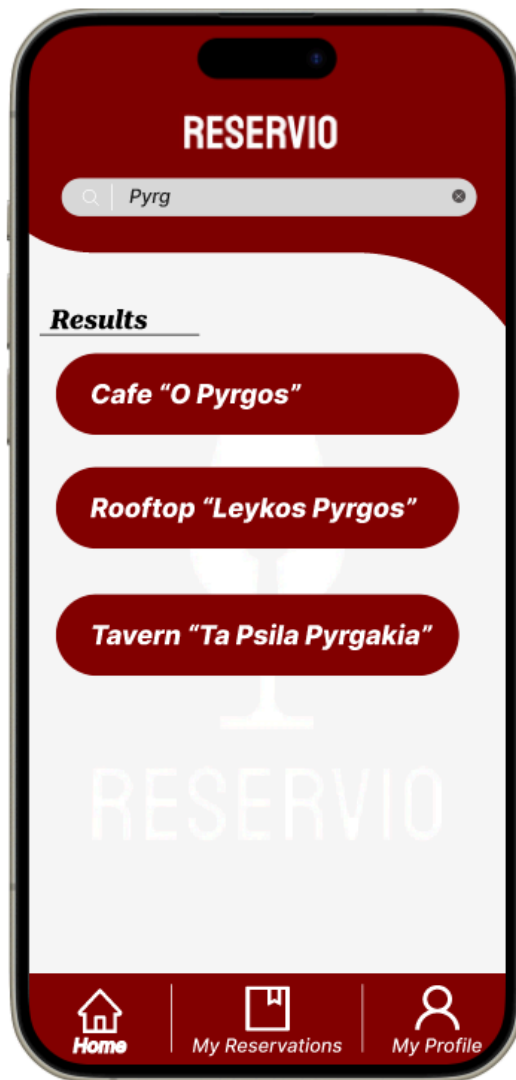 RESERVIO
Pyrg
Results
Cafe “O Pyrgos”
Rooftop “Leykos Pyrgos”
Tavern “Ta Psila Pyrgakia”
RESERVIO
Home
My Reservations
My Profile